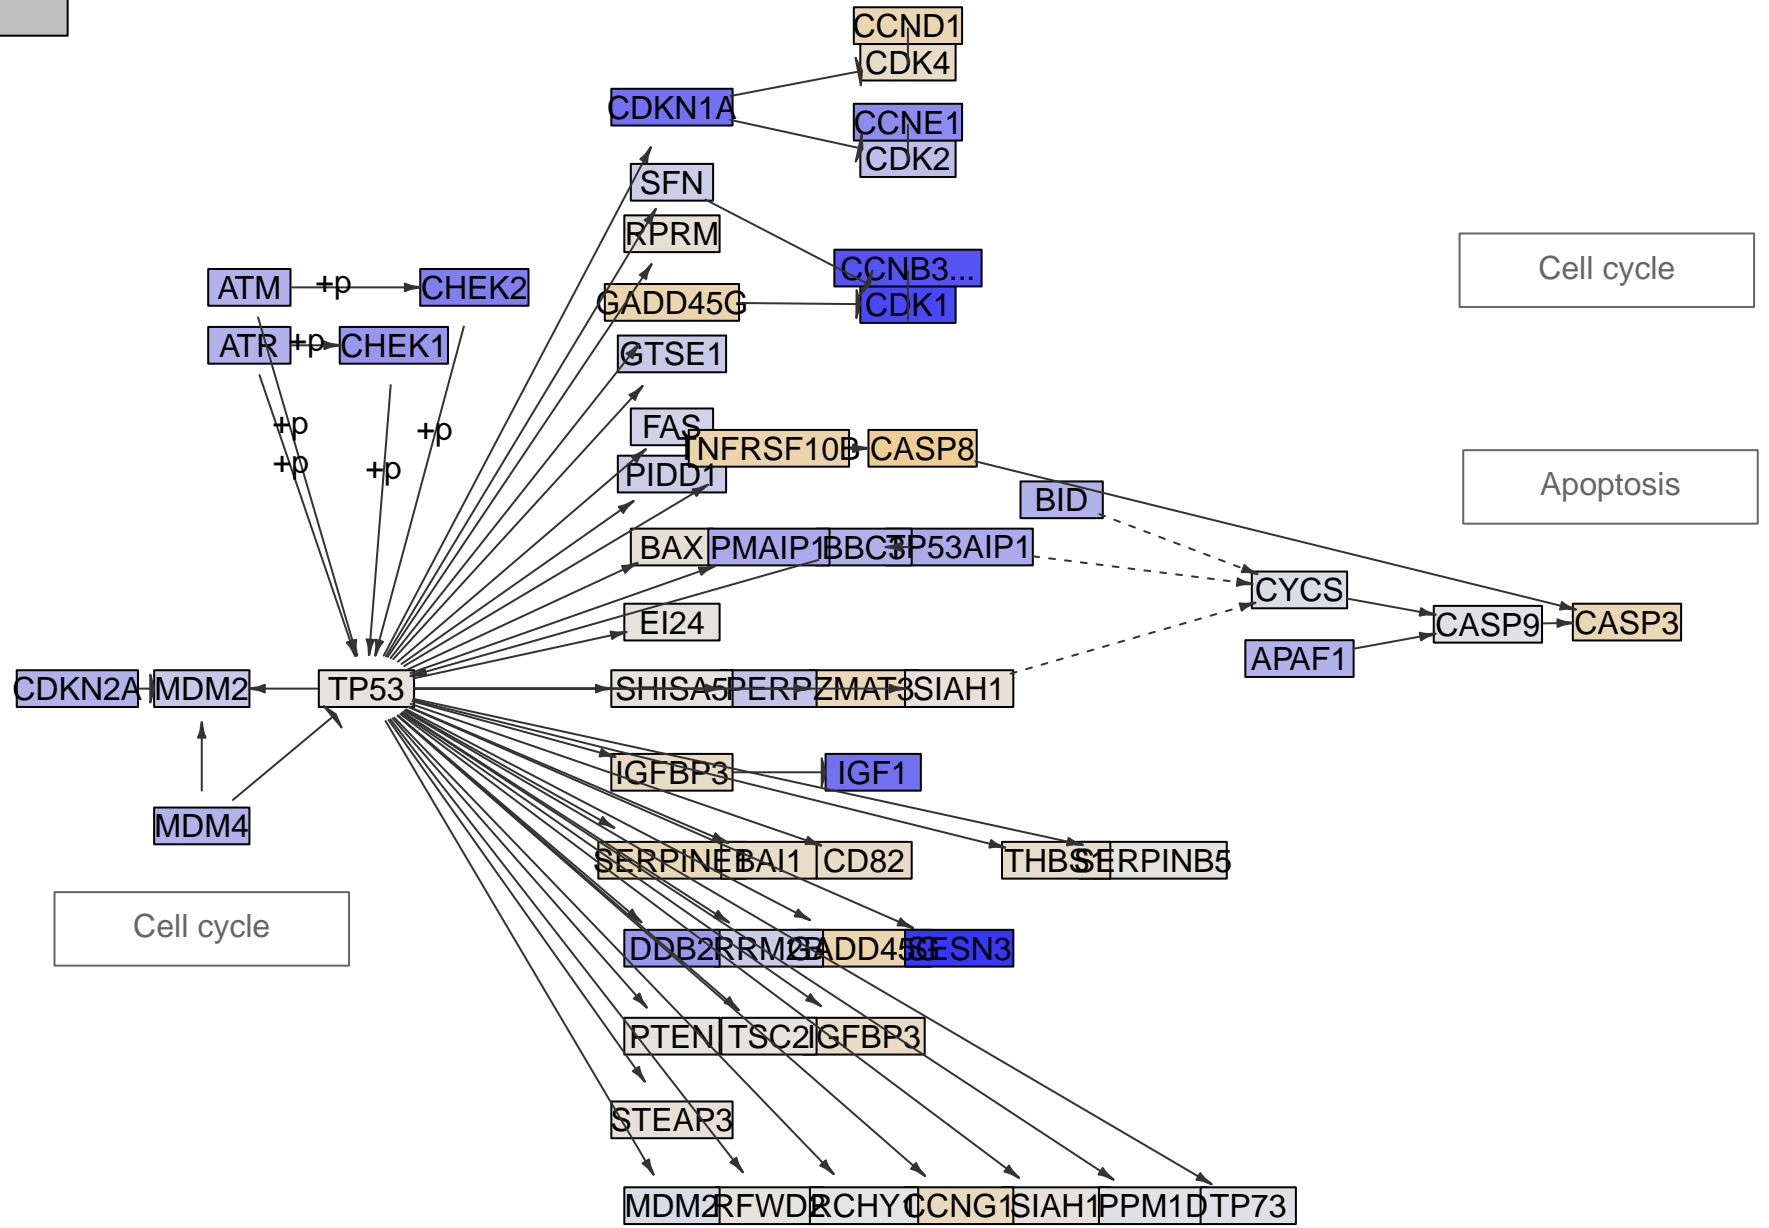 CCND1
CDK4
CDKN1A
CCNE1
CDK2
SFN
RPRM
CCNB3...
Cell cycle
ATM
+p
CHEK2
GADD45G
CDK1
ATR
+p
CHEK1
GTSE1
+p
+p
FAS
TNFRSF10B
CASP8
+p
+p
PIDD1
Apoptosis
BID
BAX
PMAIP1
BBC3
TP53AIP1
CYCS
EI24
CASP9
CASP3
APAF1
CDKN2A
MDM2
TP53
SHISA5
PERP
ZMAT3
SIAH1
IGFBP3
IGF1
MDM4
SERPINE1
BAI1
CD82
THBS1
SERPINB5
Cell cycle
DDB2
RRM2B
GADD45G
SESN3
PTEN
TSC2
IGFBP3
STEAP3
MDM2
RFWD2
RCHY1
CCNG1
SIAH1
PPM1D
TP73